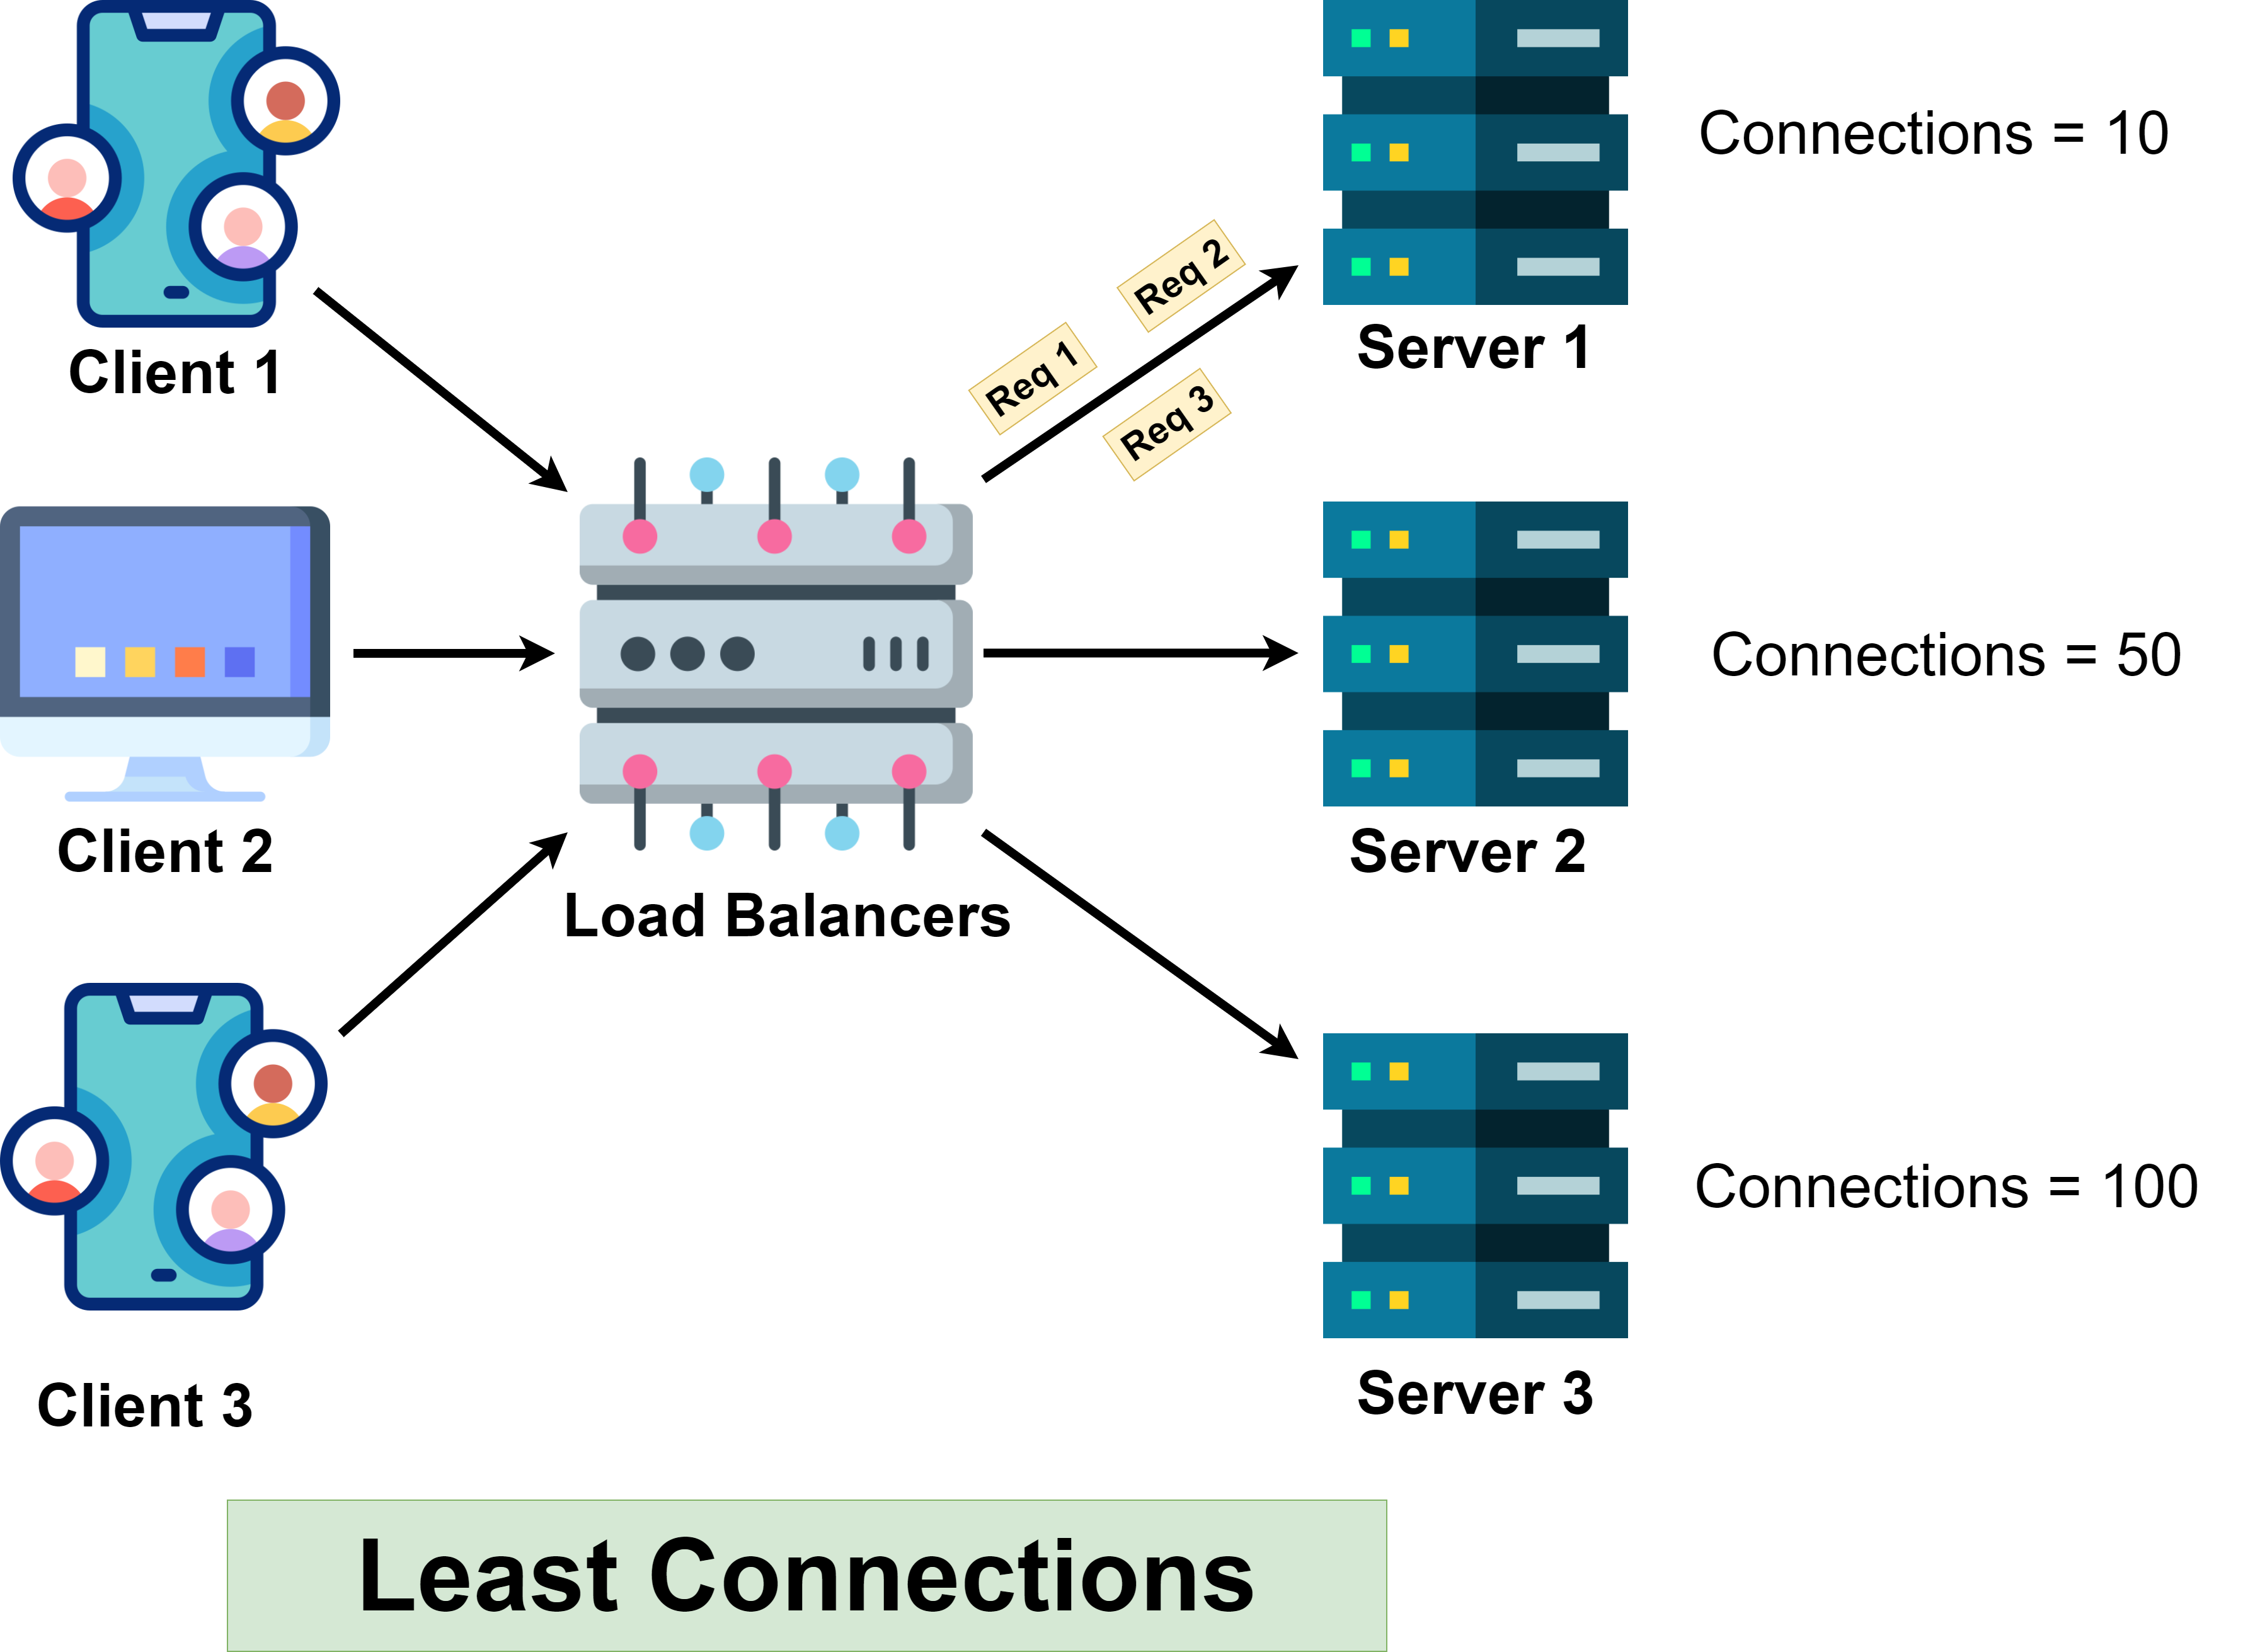 Connections = 10
Req 2
Req 1
Server 1
Client 1
Req 3
Connections = 50
Client 2
Server 2
Load Balancers
Connections = 100
Server 3
Client 3
Least Connections